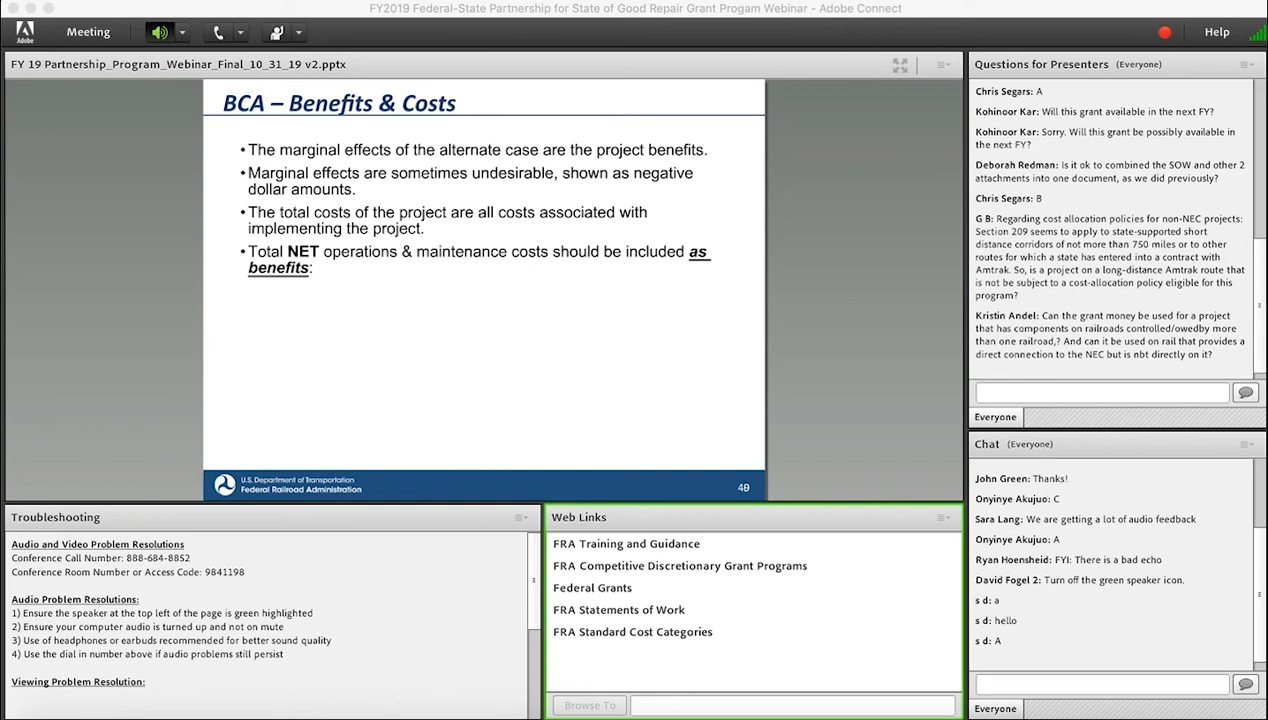 FY2019 Federal-State Partnership for State of Good Repair Grant Progam Webinar - Adobe Connect
Adobe
Meeting
Help
FY 19 Partnership_Program_Webinar_Final_10_31_19 v2.pptx
BCA – Benefits & Costs
•The marginal effects of the alternate case are the project benefits.
•Marginal effects are sometimes undesirable, shown as negative
dollar amounts.
•The total costs of the project are all costs associated with
implementing the project.
•Total NET operations & maintenance costs should be included as
benefits:
U.S. Department of Transportation
Federal Railroad Administration
Questions for Presenters (Everyone)
Chris Segars: A
Kohinoor Kar: Will this grant available in the next FY?
Kohinoor Kar: Sorry. Will this grant be possibly available in
the next FY?
Deborah Redman: Is it ok to combined the SOW and other 2
attachments into one document, as we did previously?
Chris Segars: B
G B: Regarding cost allocation policies for non-NEC projects:
Section 209 seems to apply to state-supported short
distance corridors of not more than 750 miles or to other
routes for which a state has entered into a contract with
Amtrak. So, is a project on a long-distance Amtrak route that
is not be subject to a cost-allocation policy eligible for this
program?
Kristin Andel: Can the grant money be used for a project
that has components on railroads controlled/owedby more
than one railroad,? And can it be used on rail that provides a
direct connection to the NEC but is nbt directly on it?
Everyone
Chat (Everyone)
John Green: Thanks!
Onyinye Akujuo: C
Sara Lang: We are getting a lot of audio feedback
Onyinye Akujuo: A
Ryan Hoensheid: FYI: There is a bad echo
David Fogel 2: Turn off the green speaker icon.
s d: a
s d: hello
s d: A
Everyone
Troubleshooting
Audio and Video Problem Resolutions
Conference Call Number: 888-684-8852
Conference Room Number or Access Code: 9841198
Audio Problem Resolutions:
1) Ensure the speaker at the top left of the page is green highlighted
2) Ensure your computer audio is turned up and not on mute
3) Use of headphones or earbuds recommended for better sound quality
4) Use the dial in number above if audio problems still persist
Viewing Problem Resolution:
Web Links
FRA Training and Guidance
FRA Competitive Discretionary Grant Programs
Federal Grants
FRA Statements of Work
FRA Standard Cost Categories
Browse To